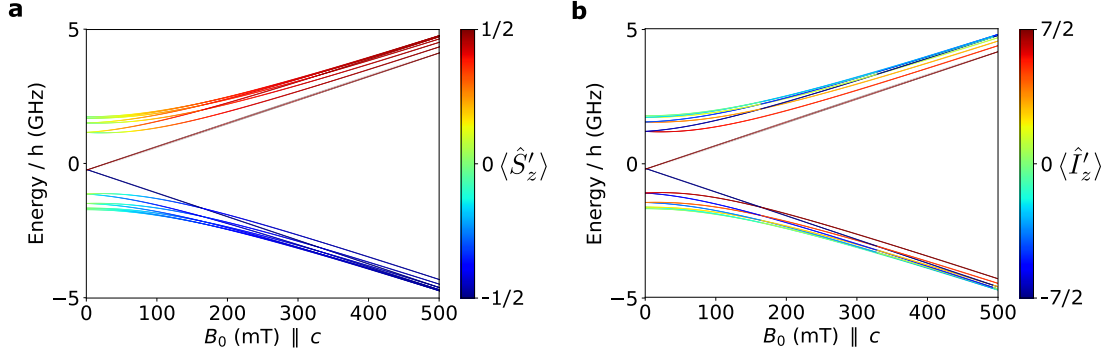 a
Energy / h (GHz)
5
0
−5
0 100 200 300 400 500
B₀ (mT) ∥ c
1/2
0
-1/2
⟨Ŝ′z⟩
b
Energy / h (GHz)
5
0
−5
0 100 200 300 400 500
B₀ (mT) ∥ c
7/2
0
-7/2
⟨Î′z⟩